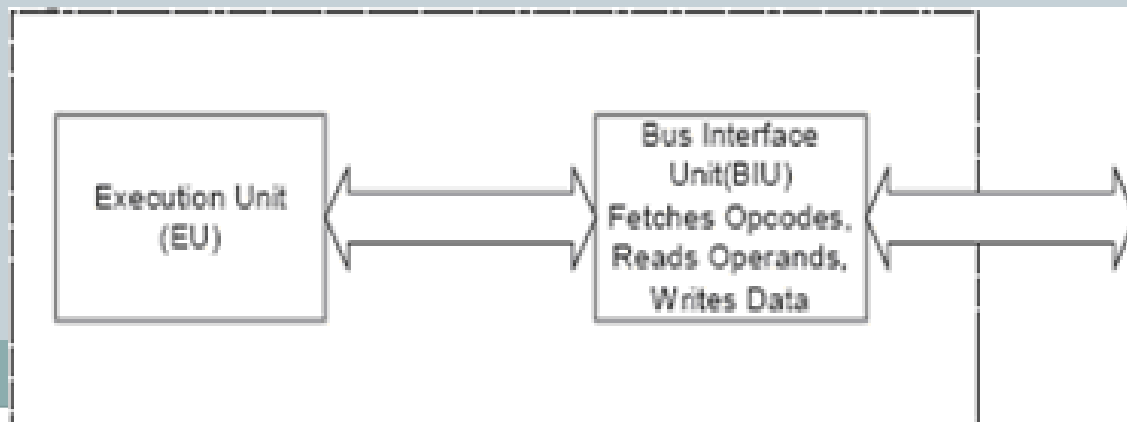 Execution Unit
(EU)
Bus Interface
Unit(BIU)
Fetches Opcodes,
Reads Operands,
Writes Data